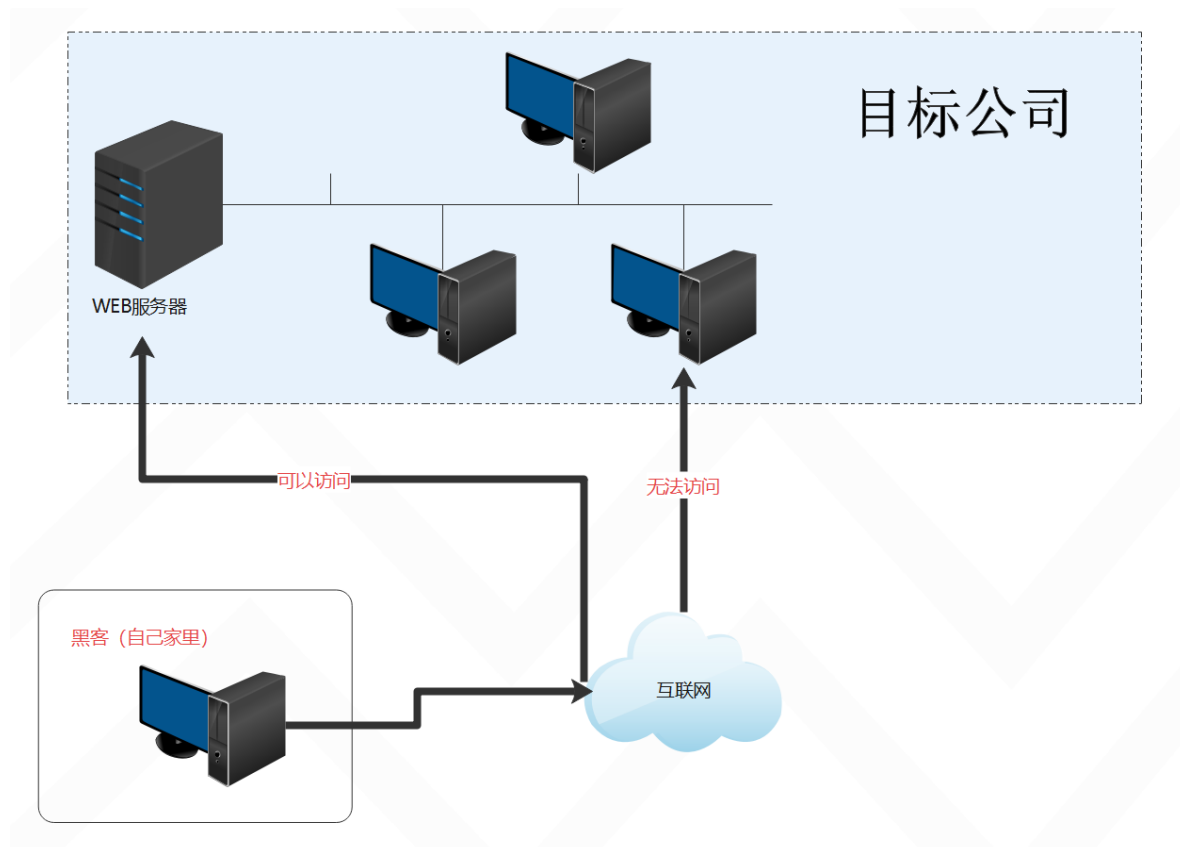 目标公司
WEB服务器
可以访问
无法访问
黑客（自己家里）
互联网